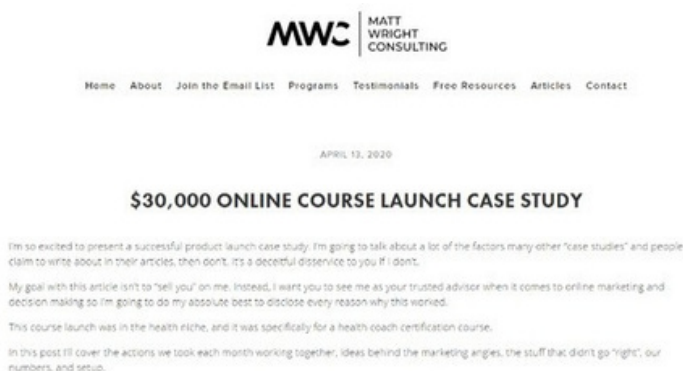 MWC
MATT
WRIGHT
CONSULTING
Home About Join the Email List Programs Testimonials Free Resources Articles Contact
APRIL 13, 2020
$30,000 ONLINE COURSE LAUNCH CASE STUDY
I'm so excited to present a successful product launch case study. I'm going to talk about a lot of the factors many other "case studies" and people
claim to write about in their articles, then don't. It's a deceitful disservice to you if I don't.
My goal with this article isn't to "sell you" on me. Instead, I want you to see me as your trusted advisor when it comes to online marketing and
decision making so I'm going to do my absolute best to disclose every reason why this worked.
This course launch was in the health niche, and it was specifically for a health coach certification course.
In this post I'll cover the actions we took each month working together, ideas behind the marketing angles, the stuff that didn't go "right", our
numbers, and setup.